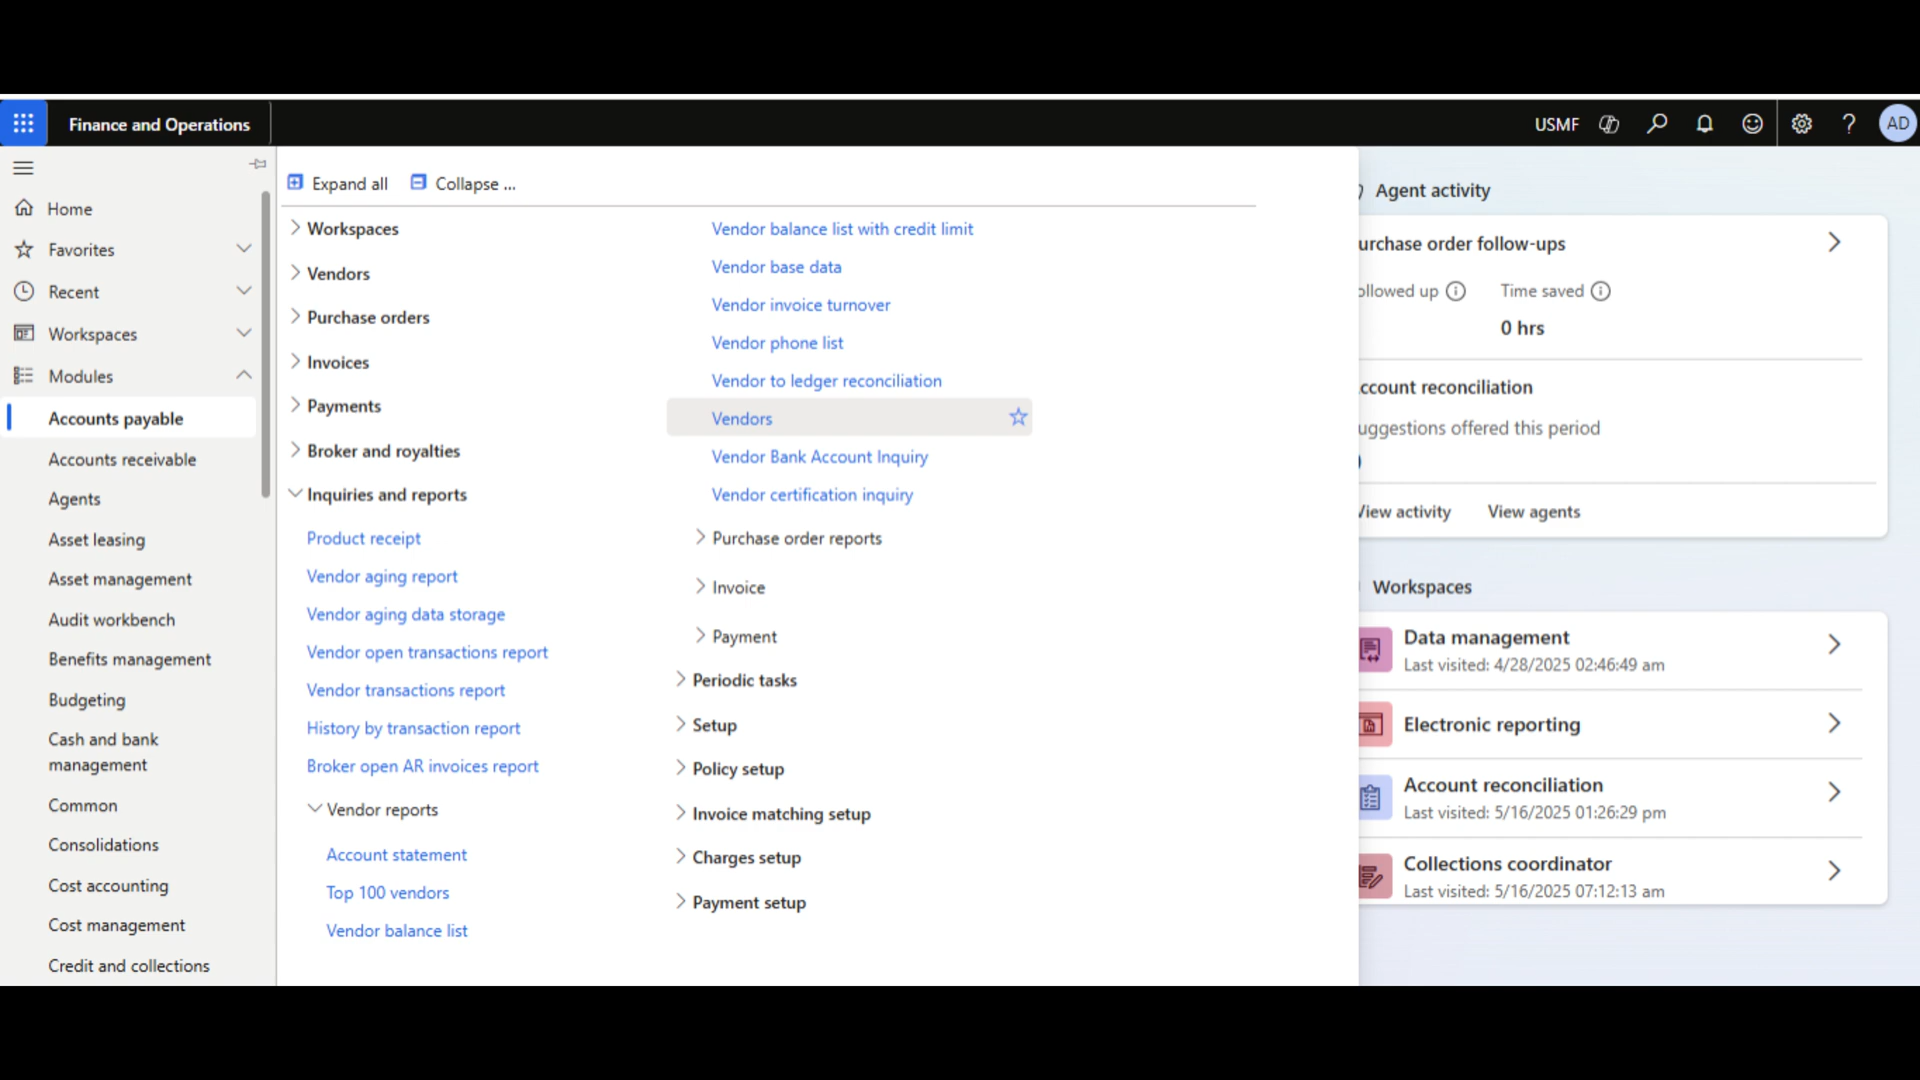 Finance and Operations
USMF
AD
Home
Favorites
Recent
Workspaces
Modules
Accounts payable
Accounts receivable
Agents
Asset leasing
Asset management
Audit workbench
Benefits management
Budgeting
Cash and bank
management
Common
Consolidations
Cost accounting
Cost management
Credit and collections
Expand all
Collapse ...
Workspaces
Vendors
Purchase orders
Invoices
Payments
Broker and royalties
Inquiries and reports
Product receipt
Vendor aging report
Vendor aging data storage
Vendor open transactions report
Vendor transactions report
History by transaction report
Broker open AR invoices report
Vendor reports
Account statement
Top 100 vendors
Vendor balance list
Vendor balance list with credit limit
Vendor base data
Vendor invoice turnover
Vendor phone list
Vendor to ledger reconciliation
Vendors
Vendor Bank Account Inquiry
Vendor certification inquiry
Purchase order reports
Invoice
Payment
Periodic tasks
Setup
Policy setup
Invoice matching setup
Charges setup
Payment setup
Agent activity
urchase order follow-ups
ollowed up
Time saved
0 hrs
ccount reconciliation
uggestions offered this period
View activity
View agents
Workspaces
Data management
Last visited: 4/28/2025 02:46:49 am
Electronic reporting
Account reconciliation
Last visited: 5/16/2025 01:26:29 pm
Collections coordinator
Last visited: 5/16/2025 07:12:13 am